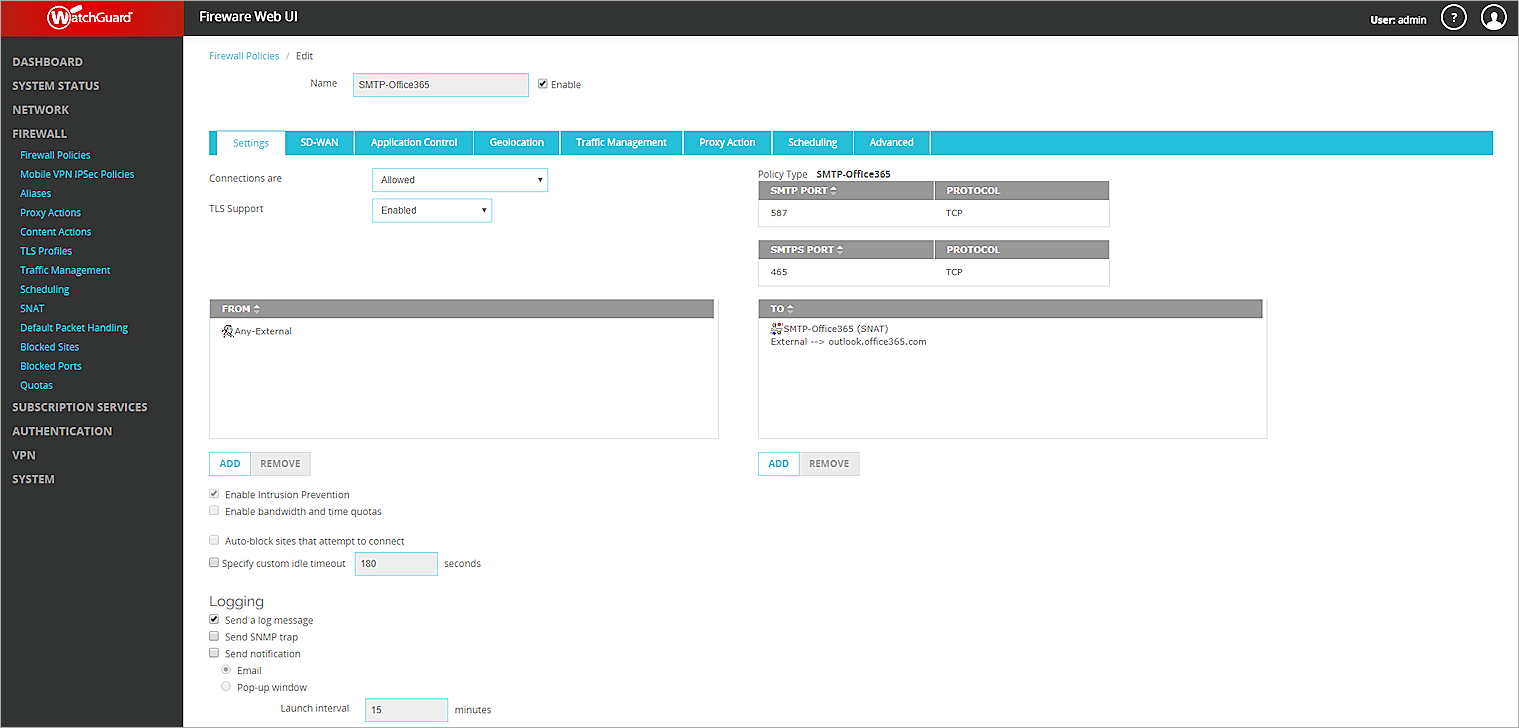 WatchGuard
Fireware Web UI
User: admin
?
DASHBOARD
SYSTEM STATUS
NETWORK
FIREWALL
Firewall Policies
Mobile VPN IPSec Policies
Aliases
Proxy Actions
Content Actions
TLS Profiles
Traffic Management
Scheduling
SNAT
Default Packet Handling
Blocked Sites
Blocked Ports
Quotas
SUBSCRIPTION SERVICES
AUTHENTICATION
VPN
SYSTEM
Firewall Policies / Edit
Name SMTP-Office365 Enable
Settings SD-WAN Application Control Geolocation Traffic Management Proxy Action Scheduling Advanced
Connections are Allowed
TLS Support Enabled
Policy Type SMTP-Office365
SMTP PORT PROTOCOL
587 TCP
SMTPS PORT PROTOCOL
465 TCP
FROM
Any-External
ADD REMOVE
TO
SMTP-Office365 (SNAT)
External --> outlook.office365.com
ADD REMOVE
Enable Intrusion Prevention
Enable bandwidth and time quotas
Auto-block sites that attempt to connect
Specify custom idle timeout 180 seconds
Logging
Send a log message
Send SNMP trap
Send notification
Email
Pop-up window
Launch interval 15 minutes